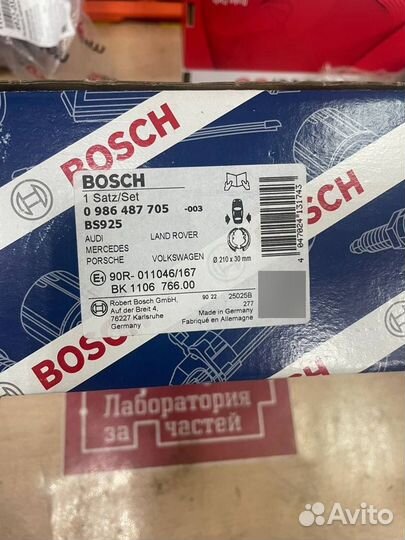 BOSCH
BOSCH
BOSCH
1 Satz/Set
0 986 487 705 -003
BS925
AUDI LAND ROVER
MERCEDES
PORSCHE VOLKSWAGEN
Ø 210 x 30 mm
4 047024 131743
E1 90R- 011046/167
BK 1106 766.00
Robert Bosch GmbH,
Auf der Breit 4,
76227 Karlsruhe
Germany
90 22 25025B
277
Made in Germany
Fabriqué en Allemagne
BOSCH
Лаборатория
за частей
Avito